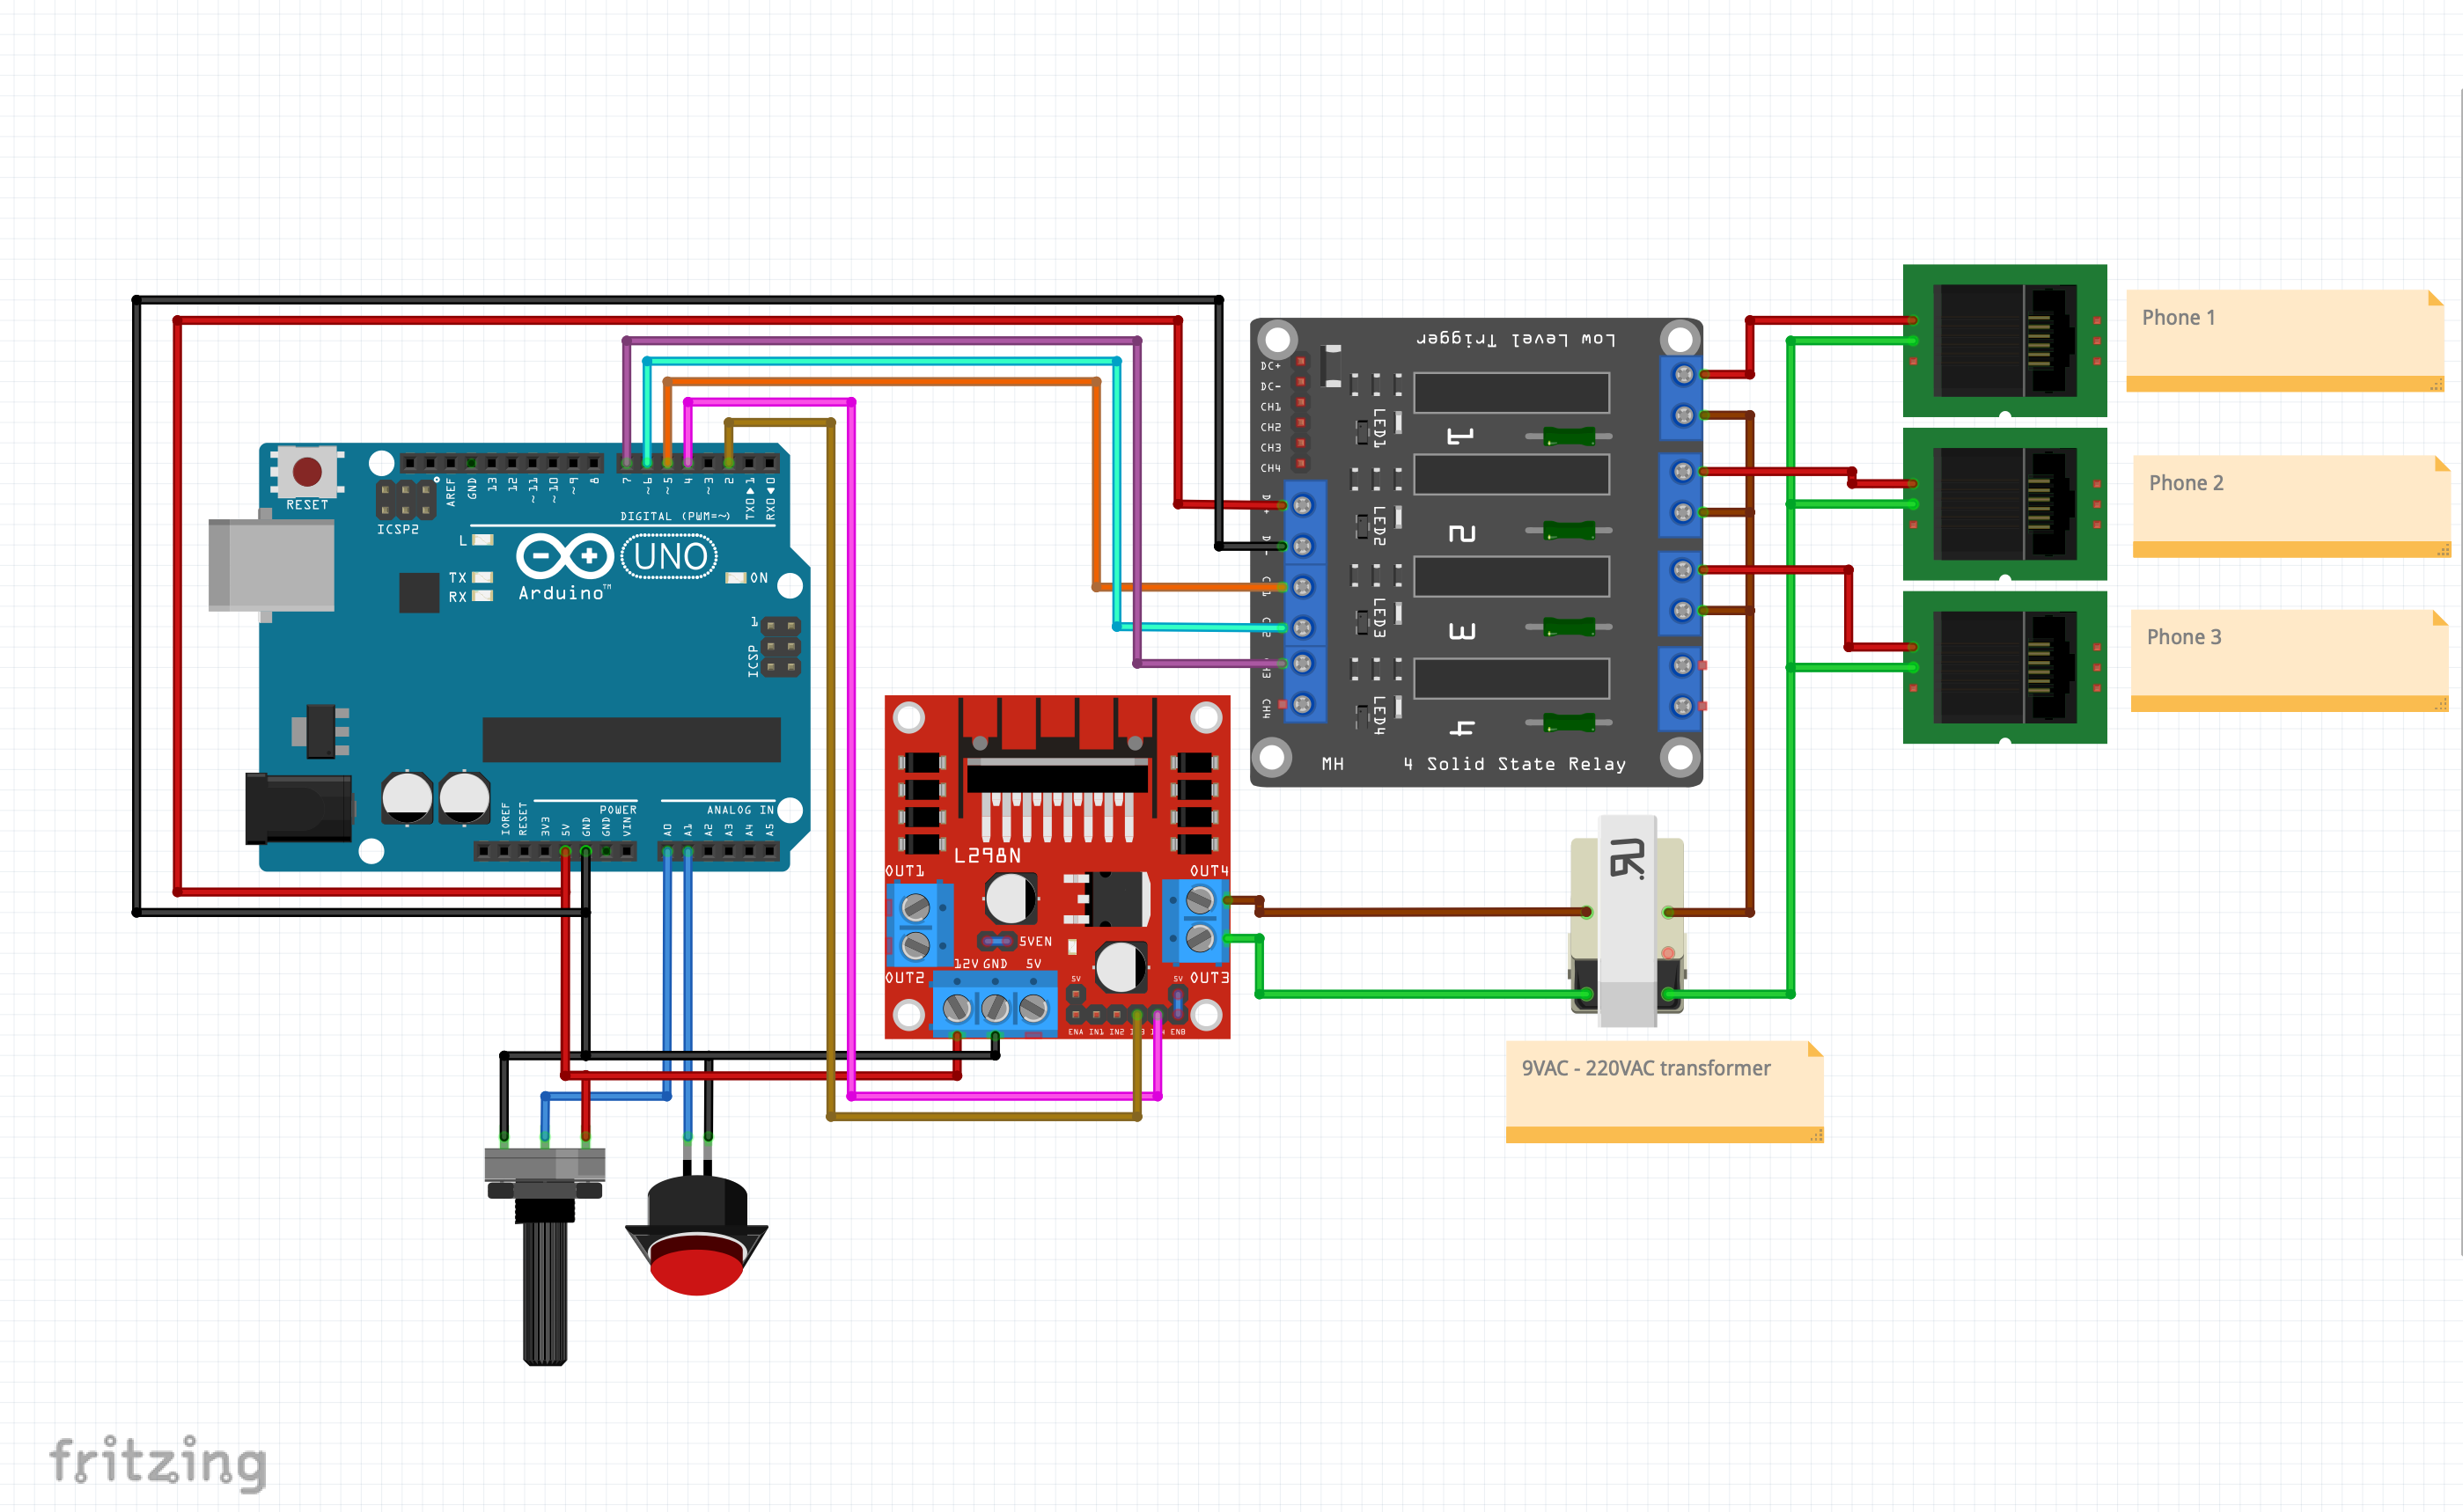 Phone 1
Phone 2
Phone 3
Low Level Trigger
DC+
DC-
CH1
CH2
CH3
CH4
LED1
LED2
LED3
LED4
1
2
3
4
CH4
MH
4 Solid State Relay
RESET
ICSP2
AREF
GND
13
12
~11
~10
~9
8
7
~6
~5
4
~3
2
TX0▶1
RX0◀0
DIGITAL (PWM=~)
L
TX
RX
UNO
Arduino™
ON
1
ICSP
IOREF
RESET
3V3
5V
GND
GND
VIN
POWER
A0
A1
A2
A3
A4
A5
ANALOG IN
L298N
OUT1
OUT4
5VEN
12V GND 5V
OUT2
OUT3
5V
5V
ENA IN1 IN2 ENB
9VAC - 220VAC transformer
fritzing